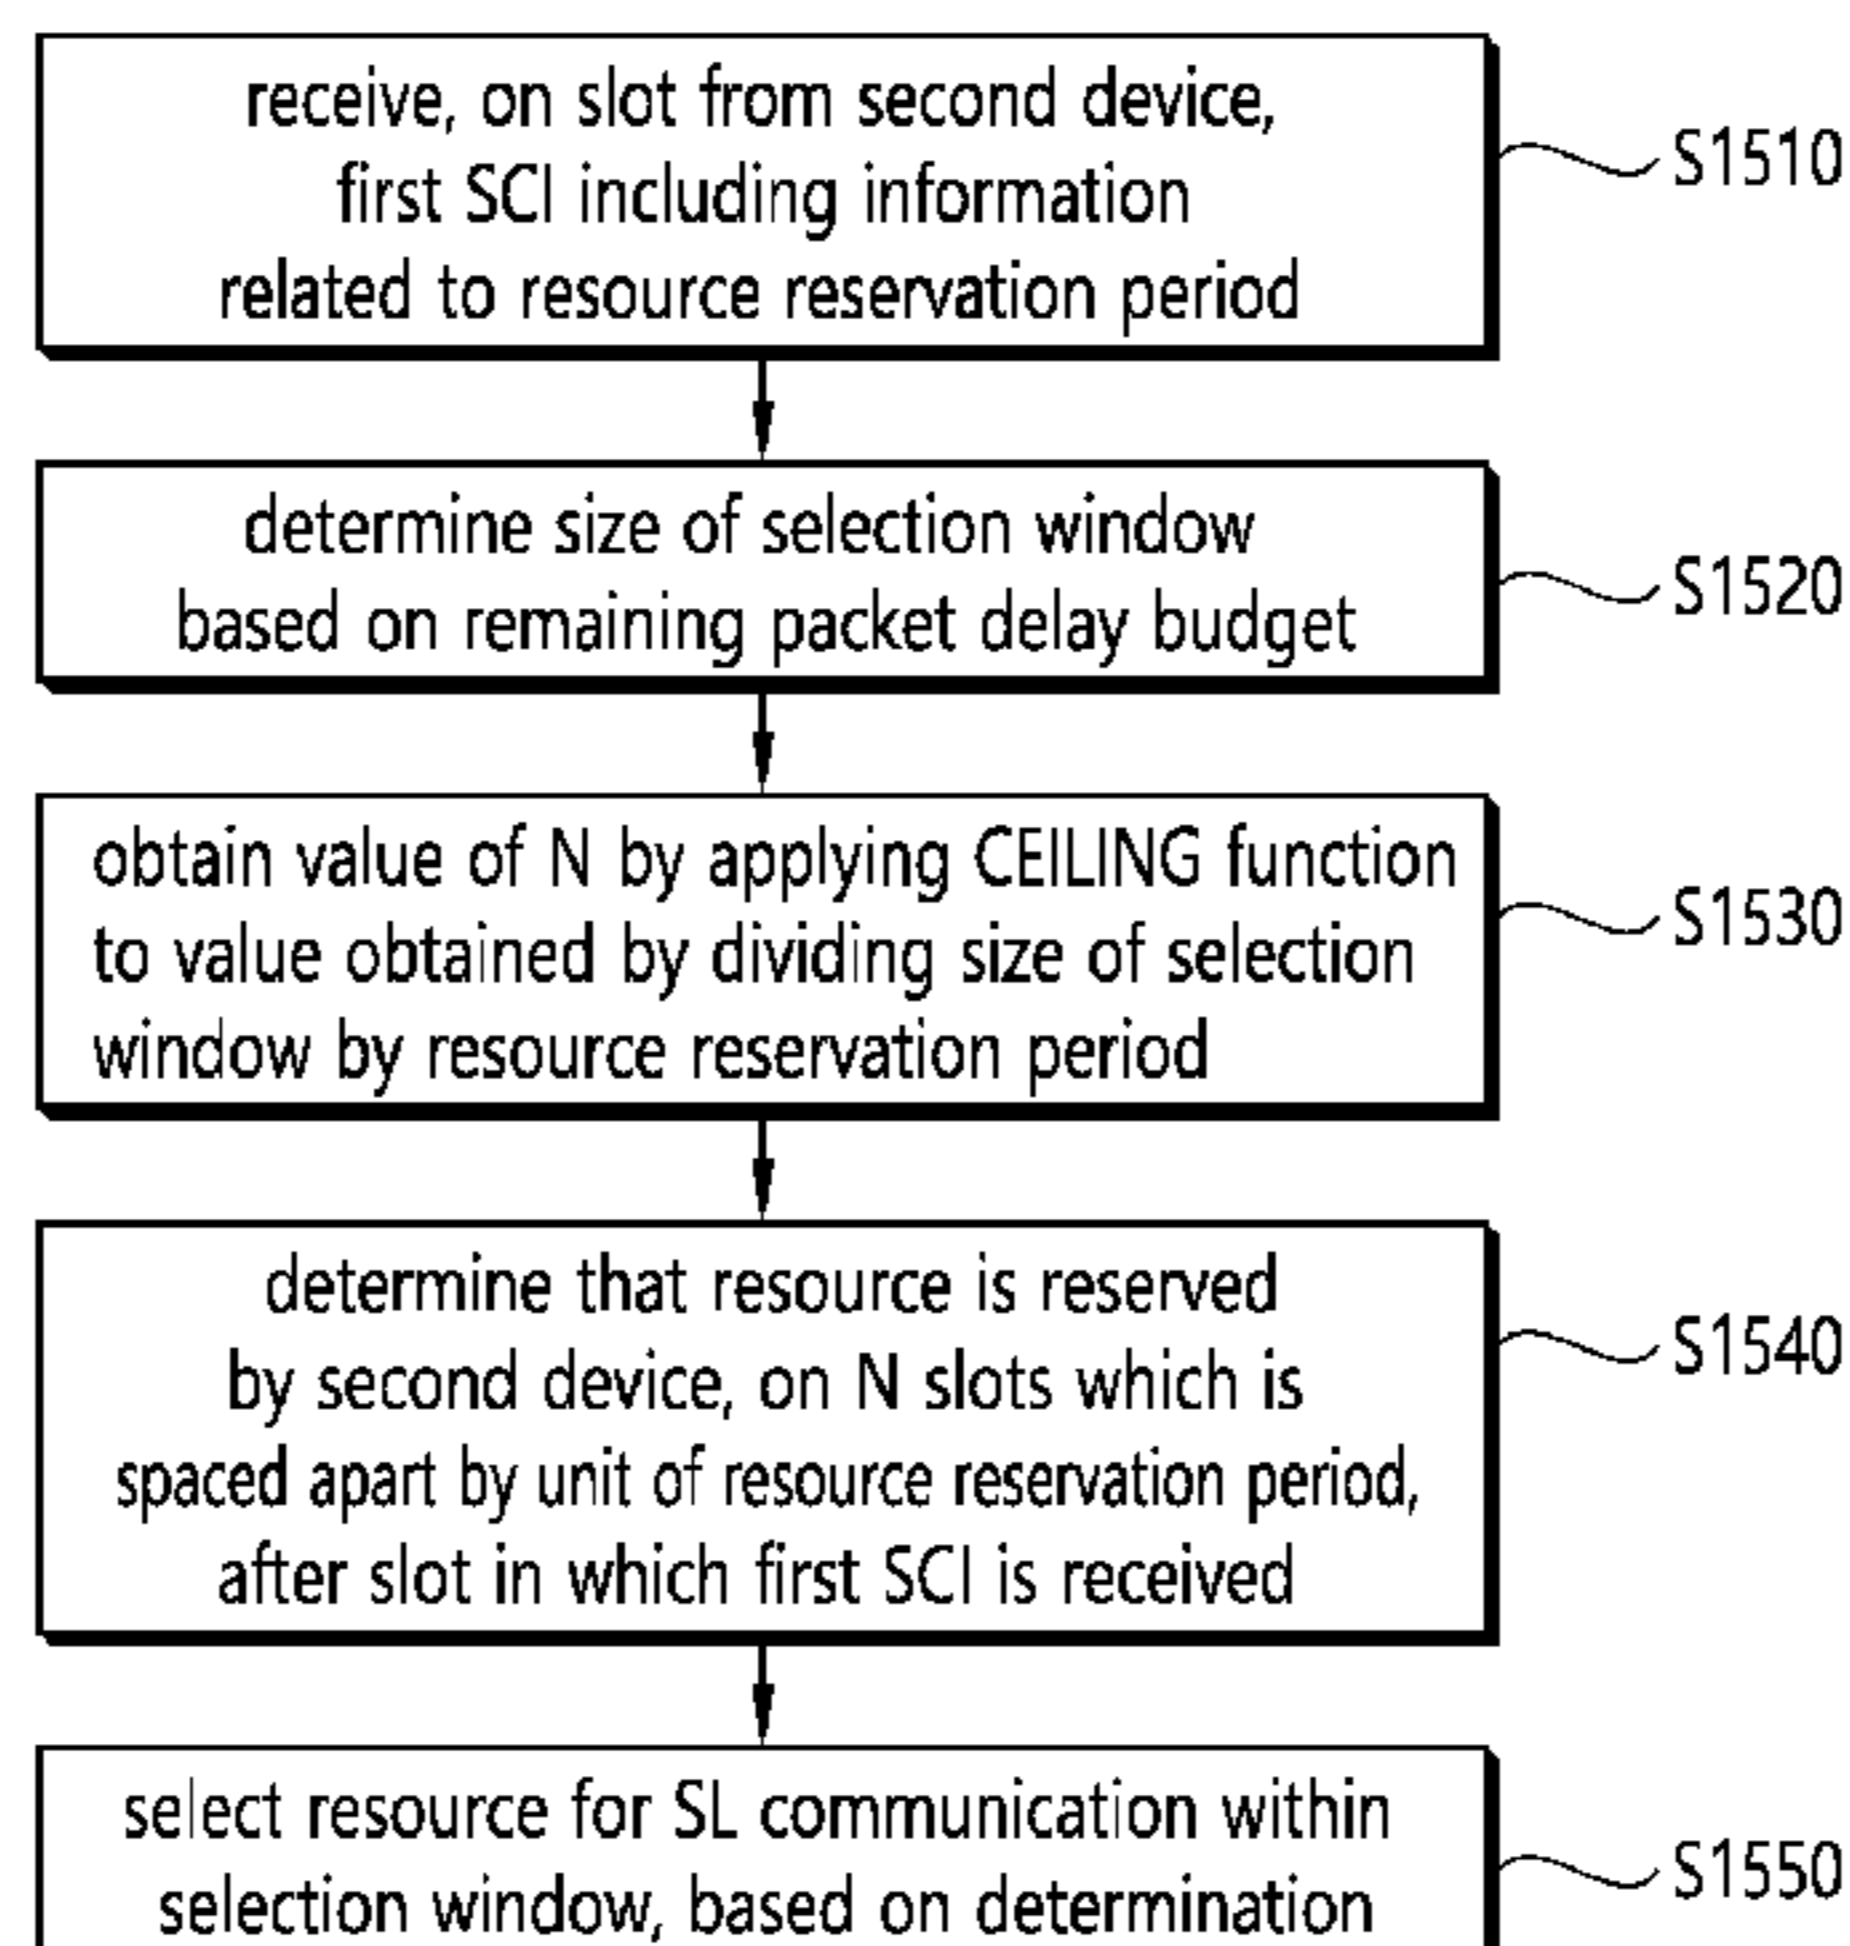 receive, on slot from second device,
first SCI including information
related to resource reservation period
S1510
determine size of selection window
based on remaining packet delay budget
S1520
obtain value of N by applying CEILING function
to value obtained by dividing size of selection
window by resource reservation period
S1530
determine that resource is reserved
by second device, on N slots which is
spaced apart by unit of resource reservation period,
after slot in which first SCI is received
S1540
select resource for SL communication within
selection window, based on determination
S1550